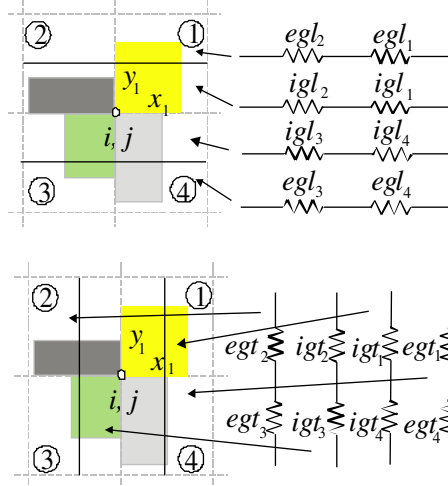 ② ① egl₂ egl₁
y₁ igl₂ igl₁
x₁
i, j igl₃ igl₄
③ ④ egl₃ egl₄
② ①
y₁ egt₂ igt₂ igt₁ egt₁
x₁
i, j egt₃ igt₃ igt₄ egt₄
③ ④